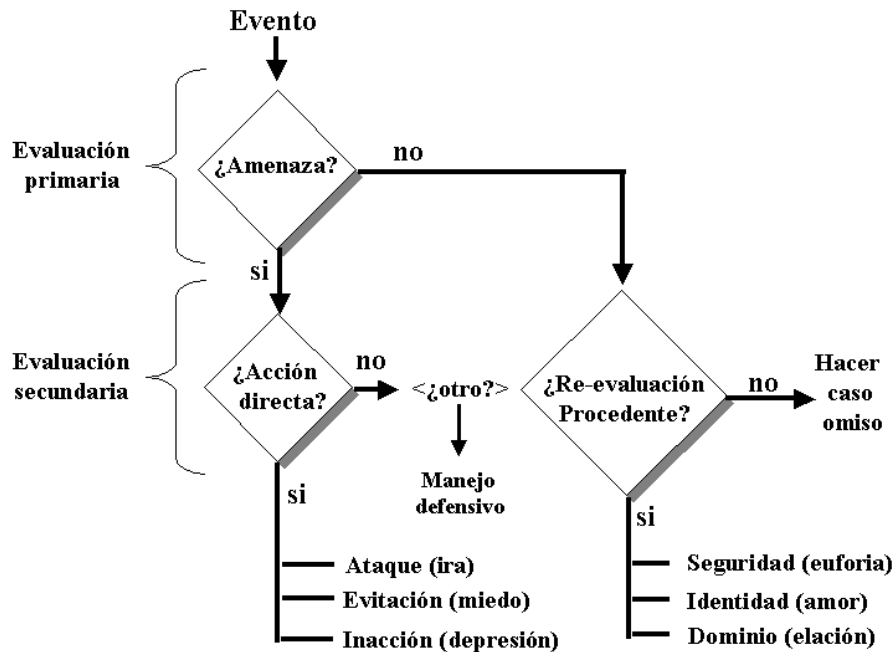 Evento
Evaluación
primaria
¿Amenaza?
no
si
Evaluación
secundaria
¿Acción
directa?
no
<¿otro?>
¿Re-evaluación
Procedente?
no
Hacer
caso
omiso
Manejo
defensivo
si
si
Ataque (ira)
Evitación (miedo)
Inacción (depresión)
Seguridad (euforia)
Identidad (amor)
Dominio (elación)